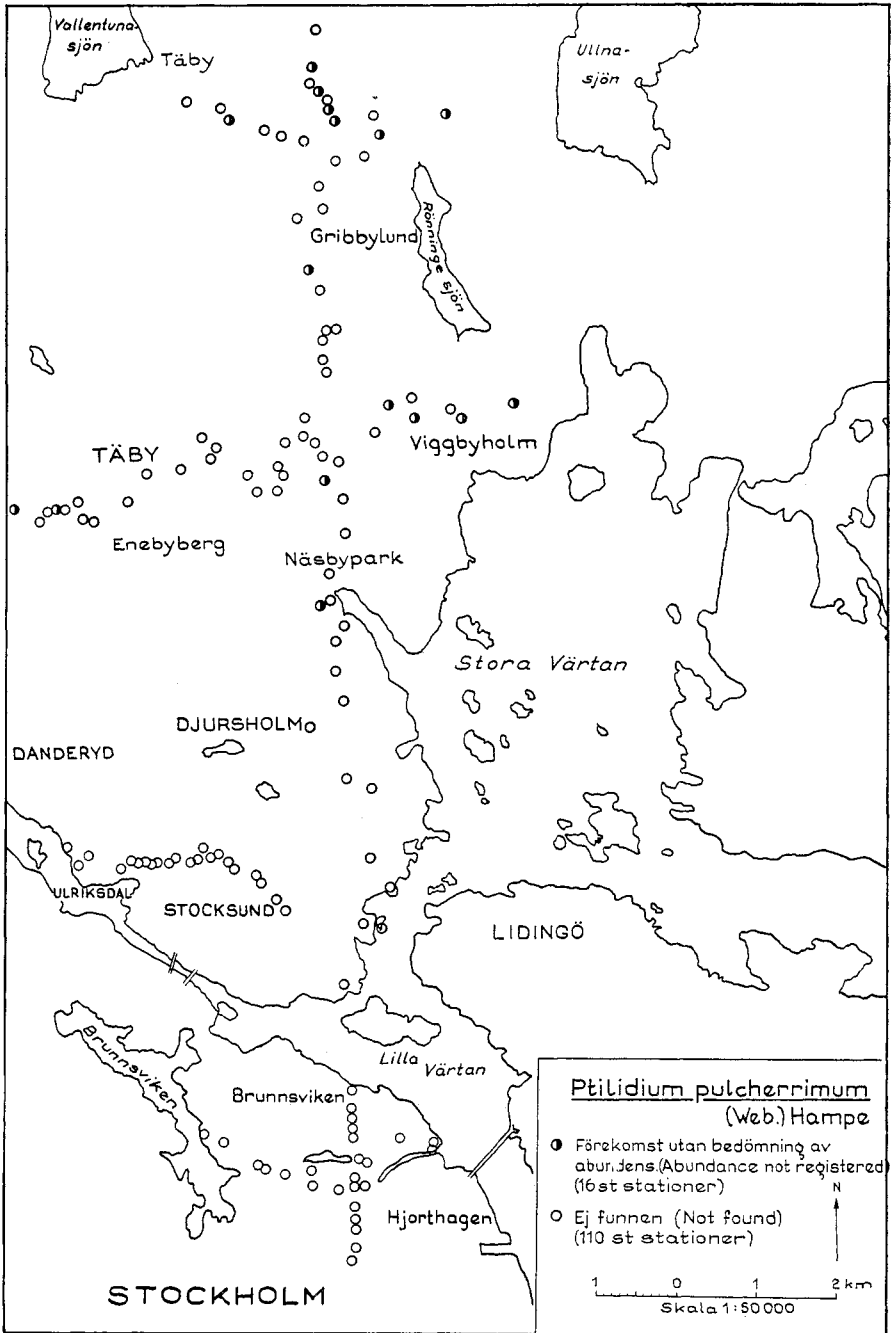 Vallentuna-
sjön
Täby
Ullna-
sjön
Gribbylund
Rönninge sjön
TÄBY
Viggbyholm
Enebyberg
Näsbypark
Stora Värtan
DJURSHOLM
DANDERYD
ULRIKSDAL
STOCKSUND
LIDINGÖ
Brunnsviken
Lilla
Värtan
Brunnsviken
Hjorthagen
STOCKHOLM
Ptilidium pulcherrimum
(Web.) Hampe
Förekomst utan bedömning av
abundens.(Abundance not registered)
(16 st stationer)
N
Ej funnen (Not found)
(110 st stationer)
1 0 1 2 km
Skala 1:50000